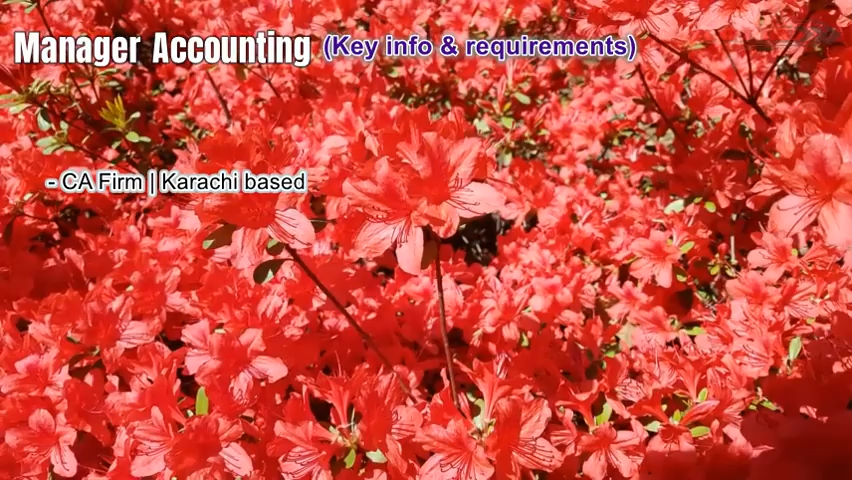 Manager Accounting (Key info & requirements)
- CA Firm | Karachi based